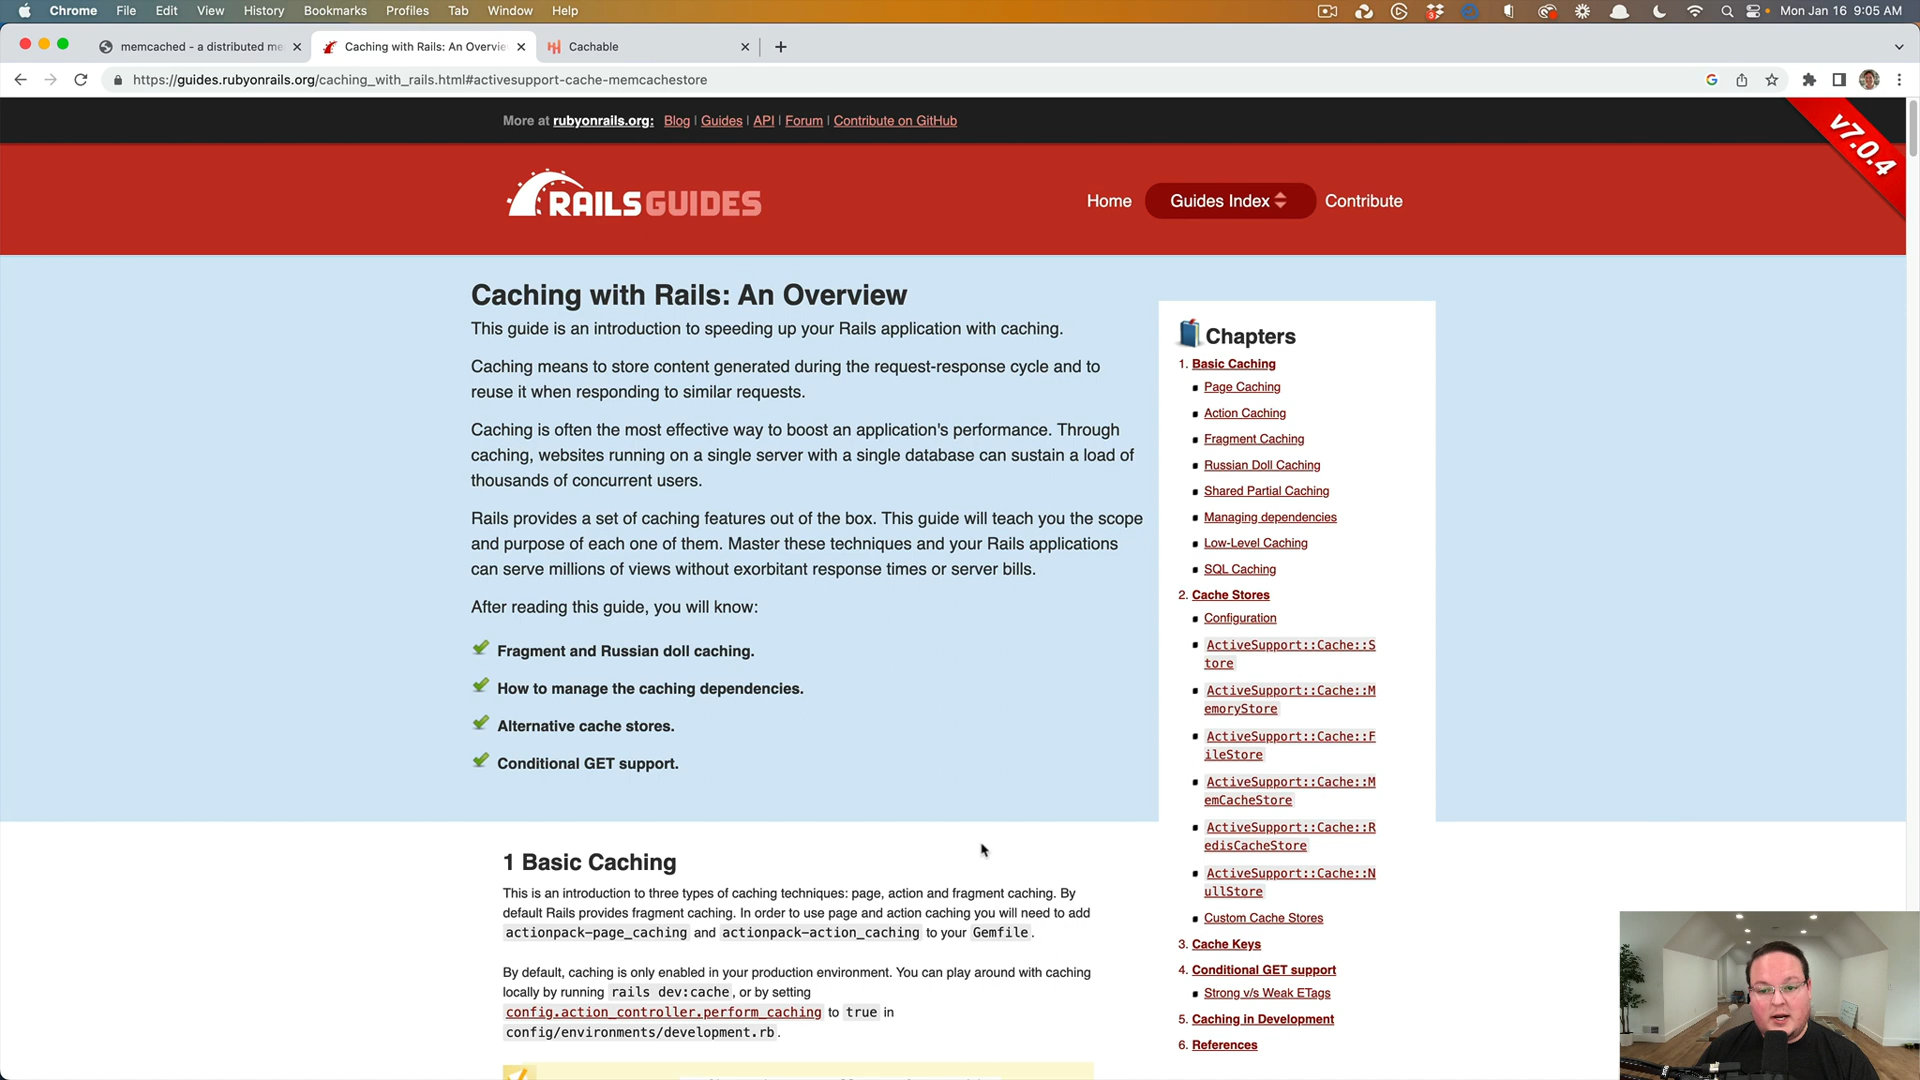 Chrome File Edit View History Bookmarks Profiles Tab Window Help Mon Jan 16 9:05 AM
memcached - a distributed me
Caching with Rails: An Overvie
Cachable
https://guides.rubyonrails.org/caching_with_rails.html#activesupport-cache-memcachestore
More at rubyonrails.org: Blog | Guides | API | Forum | Contribute on GitHub
v7.0.4
RAILSGUIDES
Home Guides Index Contribute
Caching with Rails: An Overview
This guide is an introduction to speeding up your Rails application with caching.
Caching means to store content generated during the request-response cycle and to
reuse it when responding to similar requests.
Caching is often the most effective way to boost an application's performance. Through
caching, websites running on a single server with a single database can sustain a load of
thousands of concurrent users.
Rails provides a set of caching features out of the box. This guide will teach you the scope
and purpose of each one of them. Master these techniques and your Rails applications
can serve millions of views without exorbitant response times or server bills.
After reading this guide, you will know:
Fragment and Russian doll caching.
How to manage the caching dependencies.
Alternative cache stores.
Conditional GET support.
Chapters
1. Basic Caching
Page Caching
Action Caching
Fragment Caching
Russian Doll Caching
Shared Partial Caching
Managing dependencies
Low-Level Caching
SQL Caching
2. Cache Stores
Configuration
ActiveSupport::Cache::S
tore
ActiveSupport::Cache::M
emoryStore
ActiveSupport::Cache::F
ileStore
ActiveSupport::Cache::M
emCacheStore
ActiveSupport::Cache::R
edisCacheStore
ActiveSupport::Cache::N
ullStore
Custom Cache Stores
3. Cache Keys
4. Conditional GET support
Strong v/s Weak ETags
5. Caching in Development
6. References
1 Basic Caching
This is an introduction to three types of caching techniques: page, action and fragment caching. By
default Rails provides fragment caching. In order to use page and action caching you will need to add
actionpack-page_caching and actionpack-action_caching to your Gemfile.
By default, caching is only enabled in your production environment. You can play around with caching
locally by running rails dev:cache, or by setting
config.action_controller.perform_caching to true in
config/environments/development.rb.